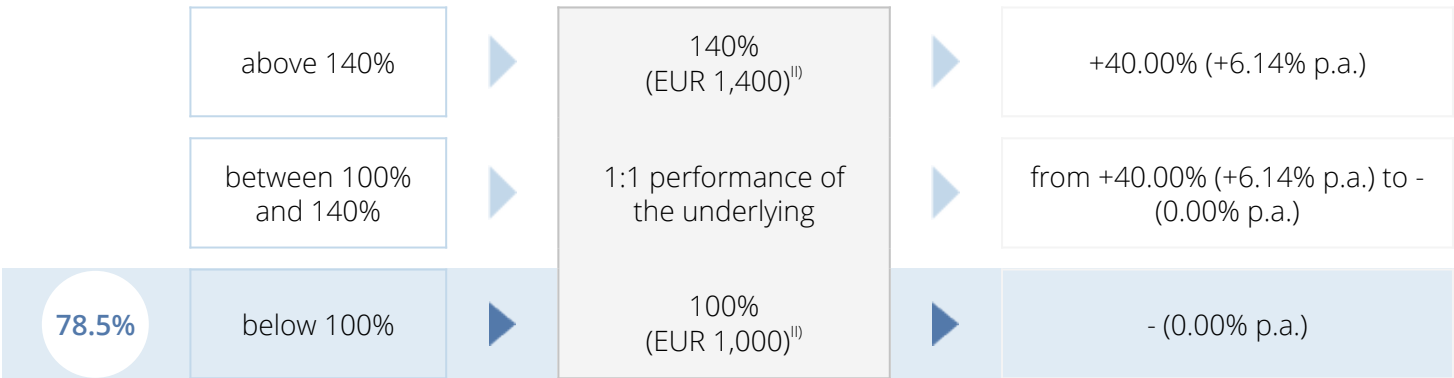 above 140%
140%
(EUR 1,400)II)
+40.00% (+6.14% p.a.)
between 100%
and 140%
1:1 performance of
the underlying
from +40.00% (+6.14% p.a.) to -
(0.00% p.a.)
78.5%
below 100%
100%
(EUR 1,000)II)
- (0.00% p.a.)